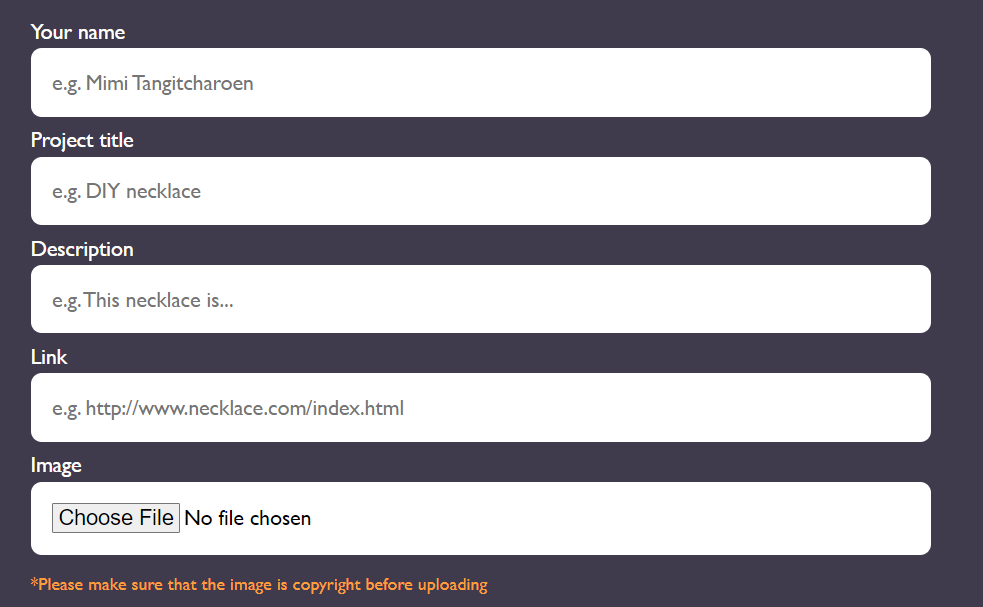 Your name
e.g. Mimi Tangitcharoen
Project title
e.g. DIY necklace
Description
e.g. This necklace is...
Link
e.g. http://www.necklace.com/index.html
Image
Choose File No file chosen
*Please make sure that the image is copyright before uploading